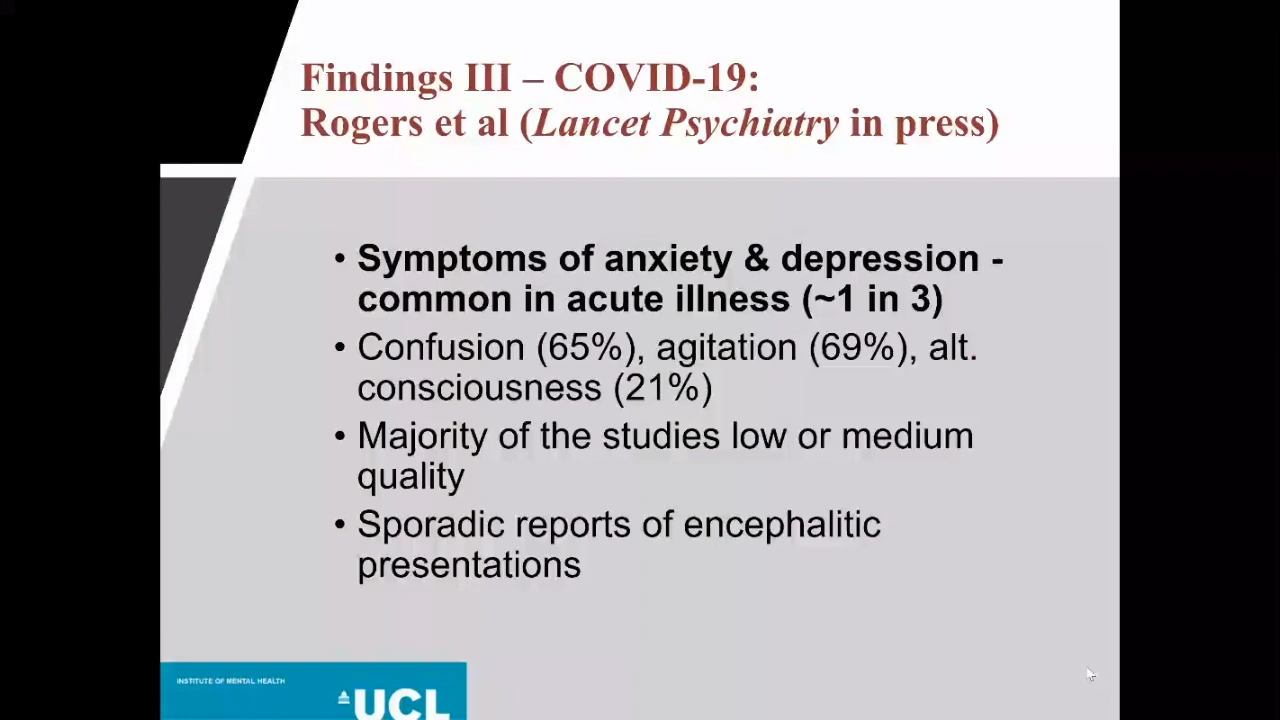 Findings III – COVID-19:
Rogers et al (Lancet Psychiatry in press)
• Symptoms of anxiety & depression -
common in acute illness (~1 in 3)
• Confusion (65%), agitation (69%), alt.
consciousness (21%)
• Majority of the studies low or medium
quality
• Sporadic reports of encephalitic
presentations
INSTITUTE OF MENTAL HEALTH
UCL